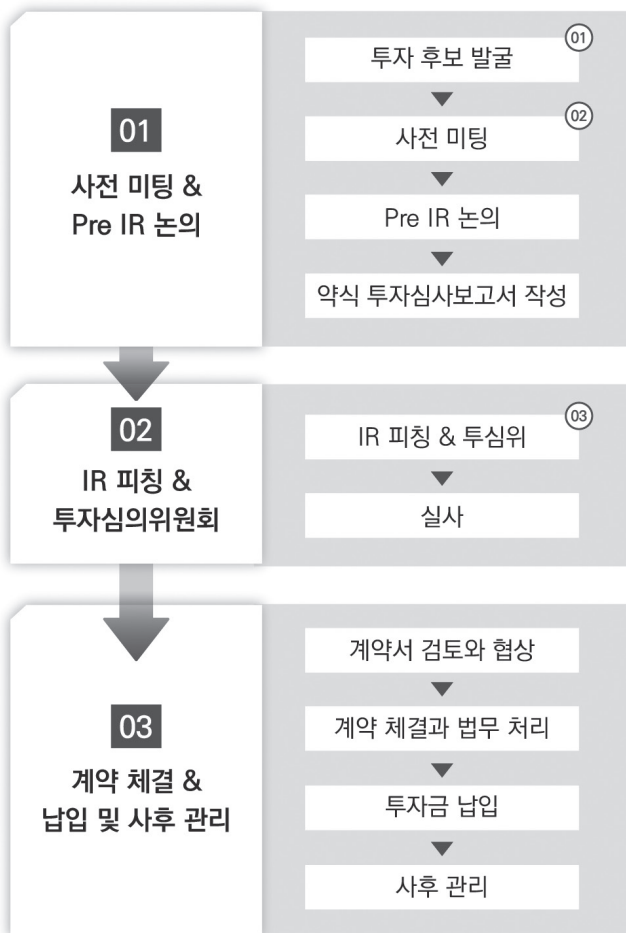 01
사전 미팅 &
Pre IR 논의
투자 후보 발굴
01
사전 미팅
02
Pre IR 논의
약식 투자심사보고서 작성
02
IR 피칭 &
투자심의위원회
IR 피칭 & 투심위
03
실사
03
계약 체결 &
납입 및 사후 관리
계약서 검토와 협상
계약 체결과 법무 처리
투자금 납입
사후 관리